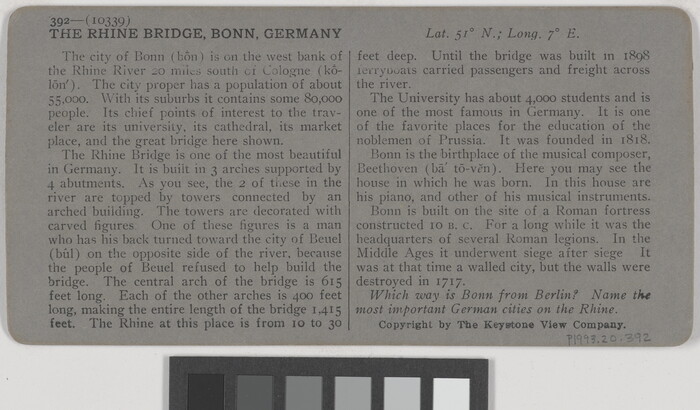 392—(10339)
THE RHINE BRIDGE, BONN, GERMANY
Lat. 51° N.; Long. 7° E.
The city of Bonn (bôn) is on the west bank of
the Rhine River 20 miles south of Cologne (kô-
lōn'). The city proper has a population of about
55,000. With its suburbs it contains some 80,000
people. Its chief points of interest to the trav-
eler are its university, its cathedral, its market
place, and the great bridge here shown.
The Rhine Bridge is one of the most beautiful
in Germany. It is built in 3 arches supported by
4 abutments. As you see, the 2 of these in the
river are topped by towers connected by an
arched building. The towers are decorated with
carved figures. One of these figures is a man
who has his back turned toward the city of Beuel
(bûl) on the opposite side of the river, because
the people of Beuel refused to help build the
bridge. The central arch of the bridge is 615
feet long. Each of the other arches is 400 feet
long, making the entire length of the bridge 1,415
feet. The Rhine at this place is from 10 to 30
feet deep. Until the bridge was built in 1898
ferryboats carried passengers and freight across
the river.
The University has about 4,000 students and is
one of the most famous in Germany. It is one
of the favorite places for the education of the
noblemen of Prussia. It was founded in 1818.
Bonn is the birthplace of the musical composer,
Beethoven (bā' tō-vĕn). Here you may see the
house in which he was born. In this house are
his piano, and other of his musical instruments.
Bonn is built on the site of a Roman fortress
constructed 10 B. C. For a long while it was the
headquarters of several Roman legions. In the
Middle Ages it underwent siege after siege. It
was at that time a walled city, but the walls were
destroyed in 1717.
Which way is Bonn from Berlin? Name the
most important German cities on the Rhine.
Copyright by The Keystone View Company.
P1993.20.392